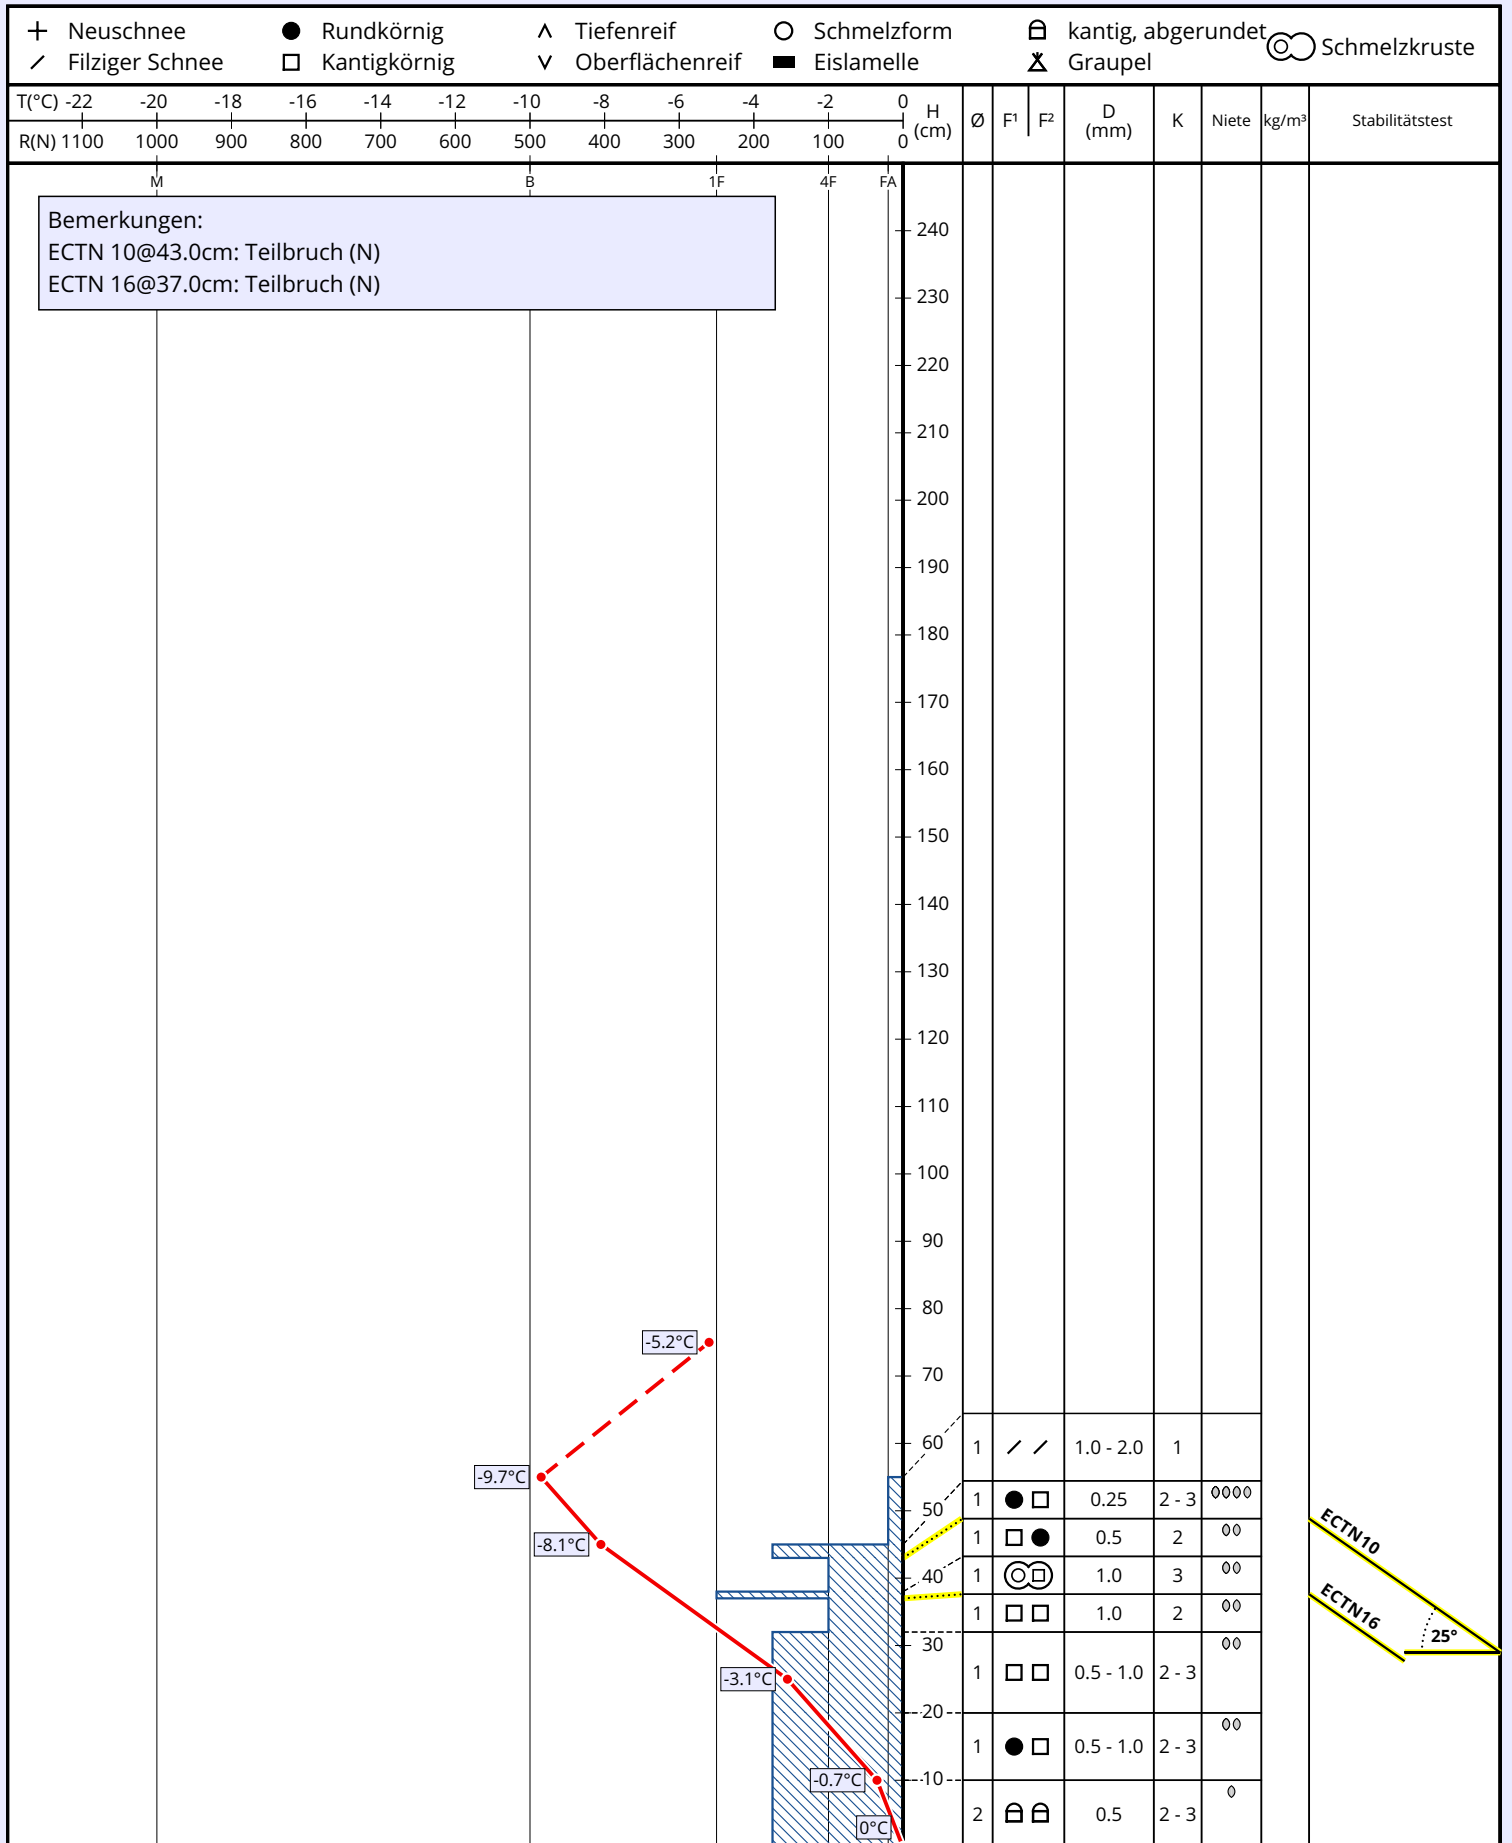 Neuschnee Rundkörnig Tiefenreif Schmelzform kantig, abgerundet Schmelzkruste
Filziger Schnee Kantigkörnig Oberflächenreif Eislamelle Graupel
T(°C) -22 -20 -18 -16 -14 -12 -10 -8 -6 -4 -2 0
R(N) 1100 1000 900 800 700 600 500 400 300 200 100 0
H (cm) Ø F¹ F² D (mm) K Niete kg/m³ Stabilitätstest
M B 1F 4F FA
Bemerkungen:
ECTN 10@43.0cm: Teilbruch (N)
ECTN 16@37.0cm: Teilbruch (N)
240
230
220
210
200
190
180
170
160
150
140
130
120
110
100
90
80
-5.2°C
70
60 1 1.0 - 2.0 1
-9.7°C
1 0.25 2 - 3
50
ECTN10
1 0.5 2
-8.1°C
40 1 1.0 3
ECTN16
1 1.0 2
25°
30
1 0.5 - 1.0 2 - 3
-3.1°C
20
1 0.5 - 1.0 2 - 3
-0.7°C 10
2 0.5 2 - 3
0°C